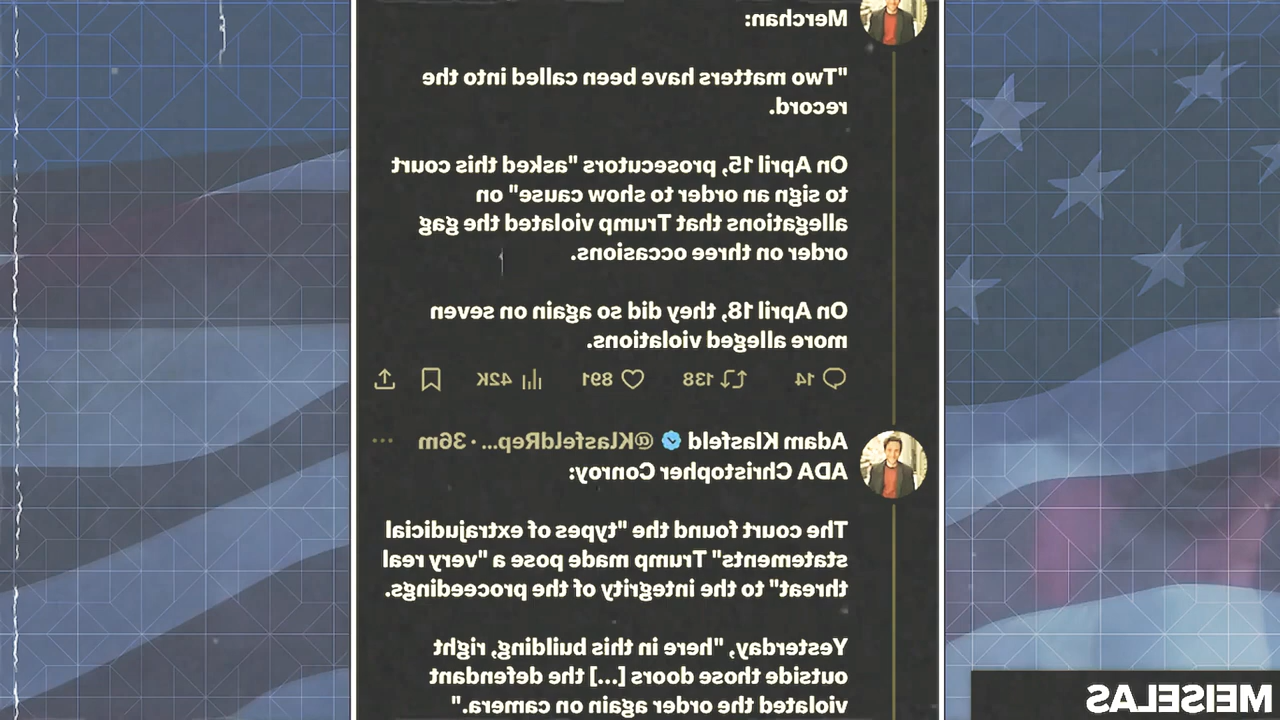 Merchan:
"Two matters have been called into the
record.
On April 15, prosecutors "asked this court
to sign an order to show cause" on
allegations that Trump violated the gag
order on three occasions.
On April 18, they did so again on seven
more alleged violations.
14 138 891 42K
Adam Klasfeld @KlasfeldRep... · 36m ...
ADA Christopher Conroy:
The court found the "types of extrajudicial
statements" Trump made pose a "very real
threat" to the integrity of the proceedings.
Yesterday, "here in this building, right
outside those doors [...] the defendant
violated the order again on camera."
MEISELAS